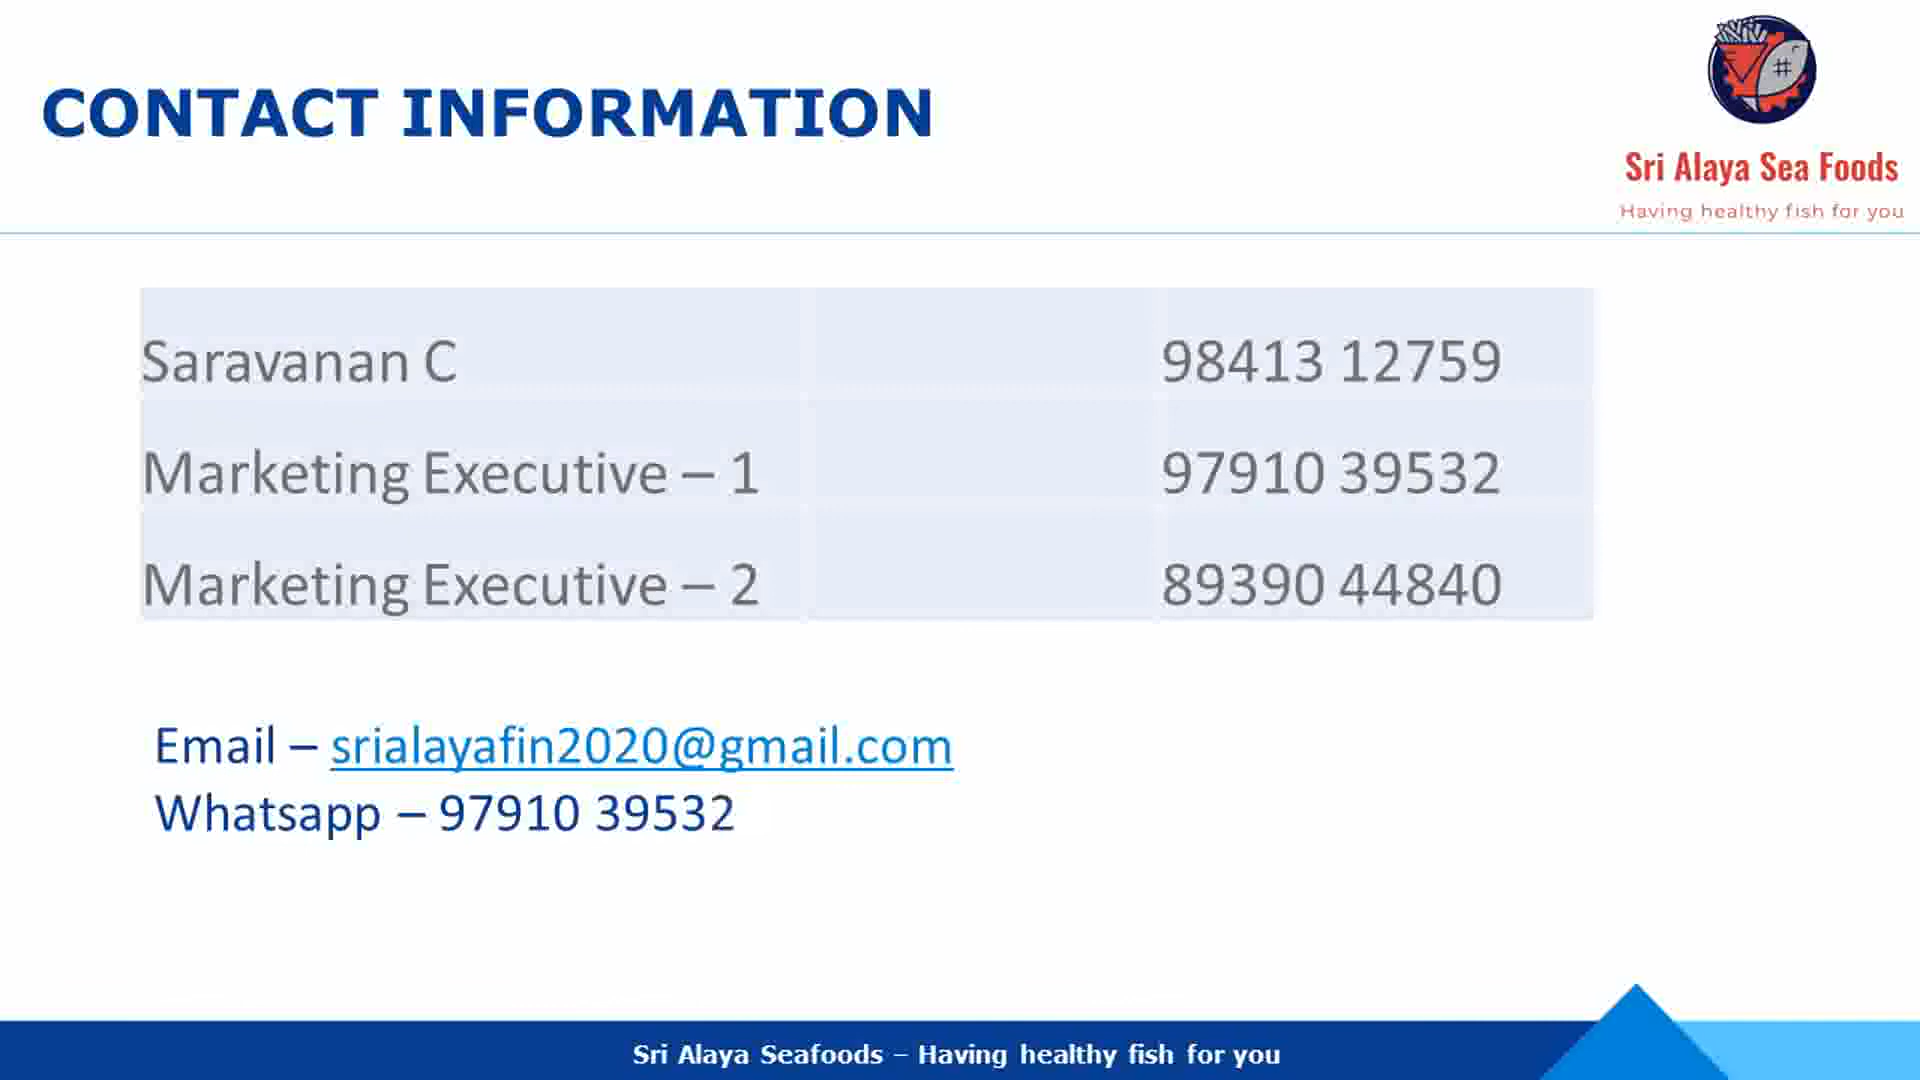 CONTACT INFORMATION
Sri Alaya Sea Foods
Having healthy fish for you
Saravanan C 98413 12759
Marketing Executive – 1 97910 39532
Marketing Executive – 2 89390 44840
Email – srialayafin2020@gmail.com
Whatsapp – 97910 39532
Sri Alaya Seafoods – Having healthy fish for you